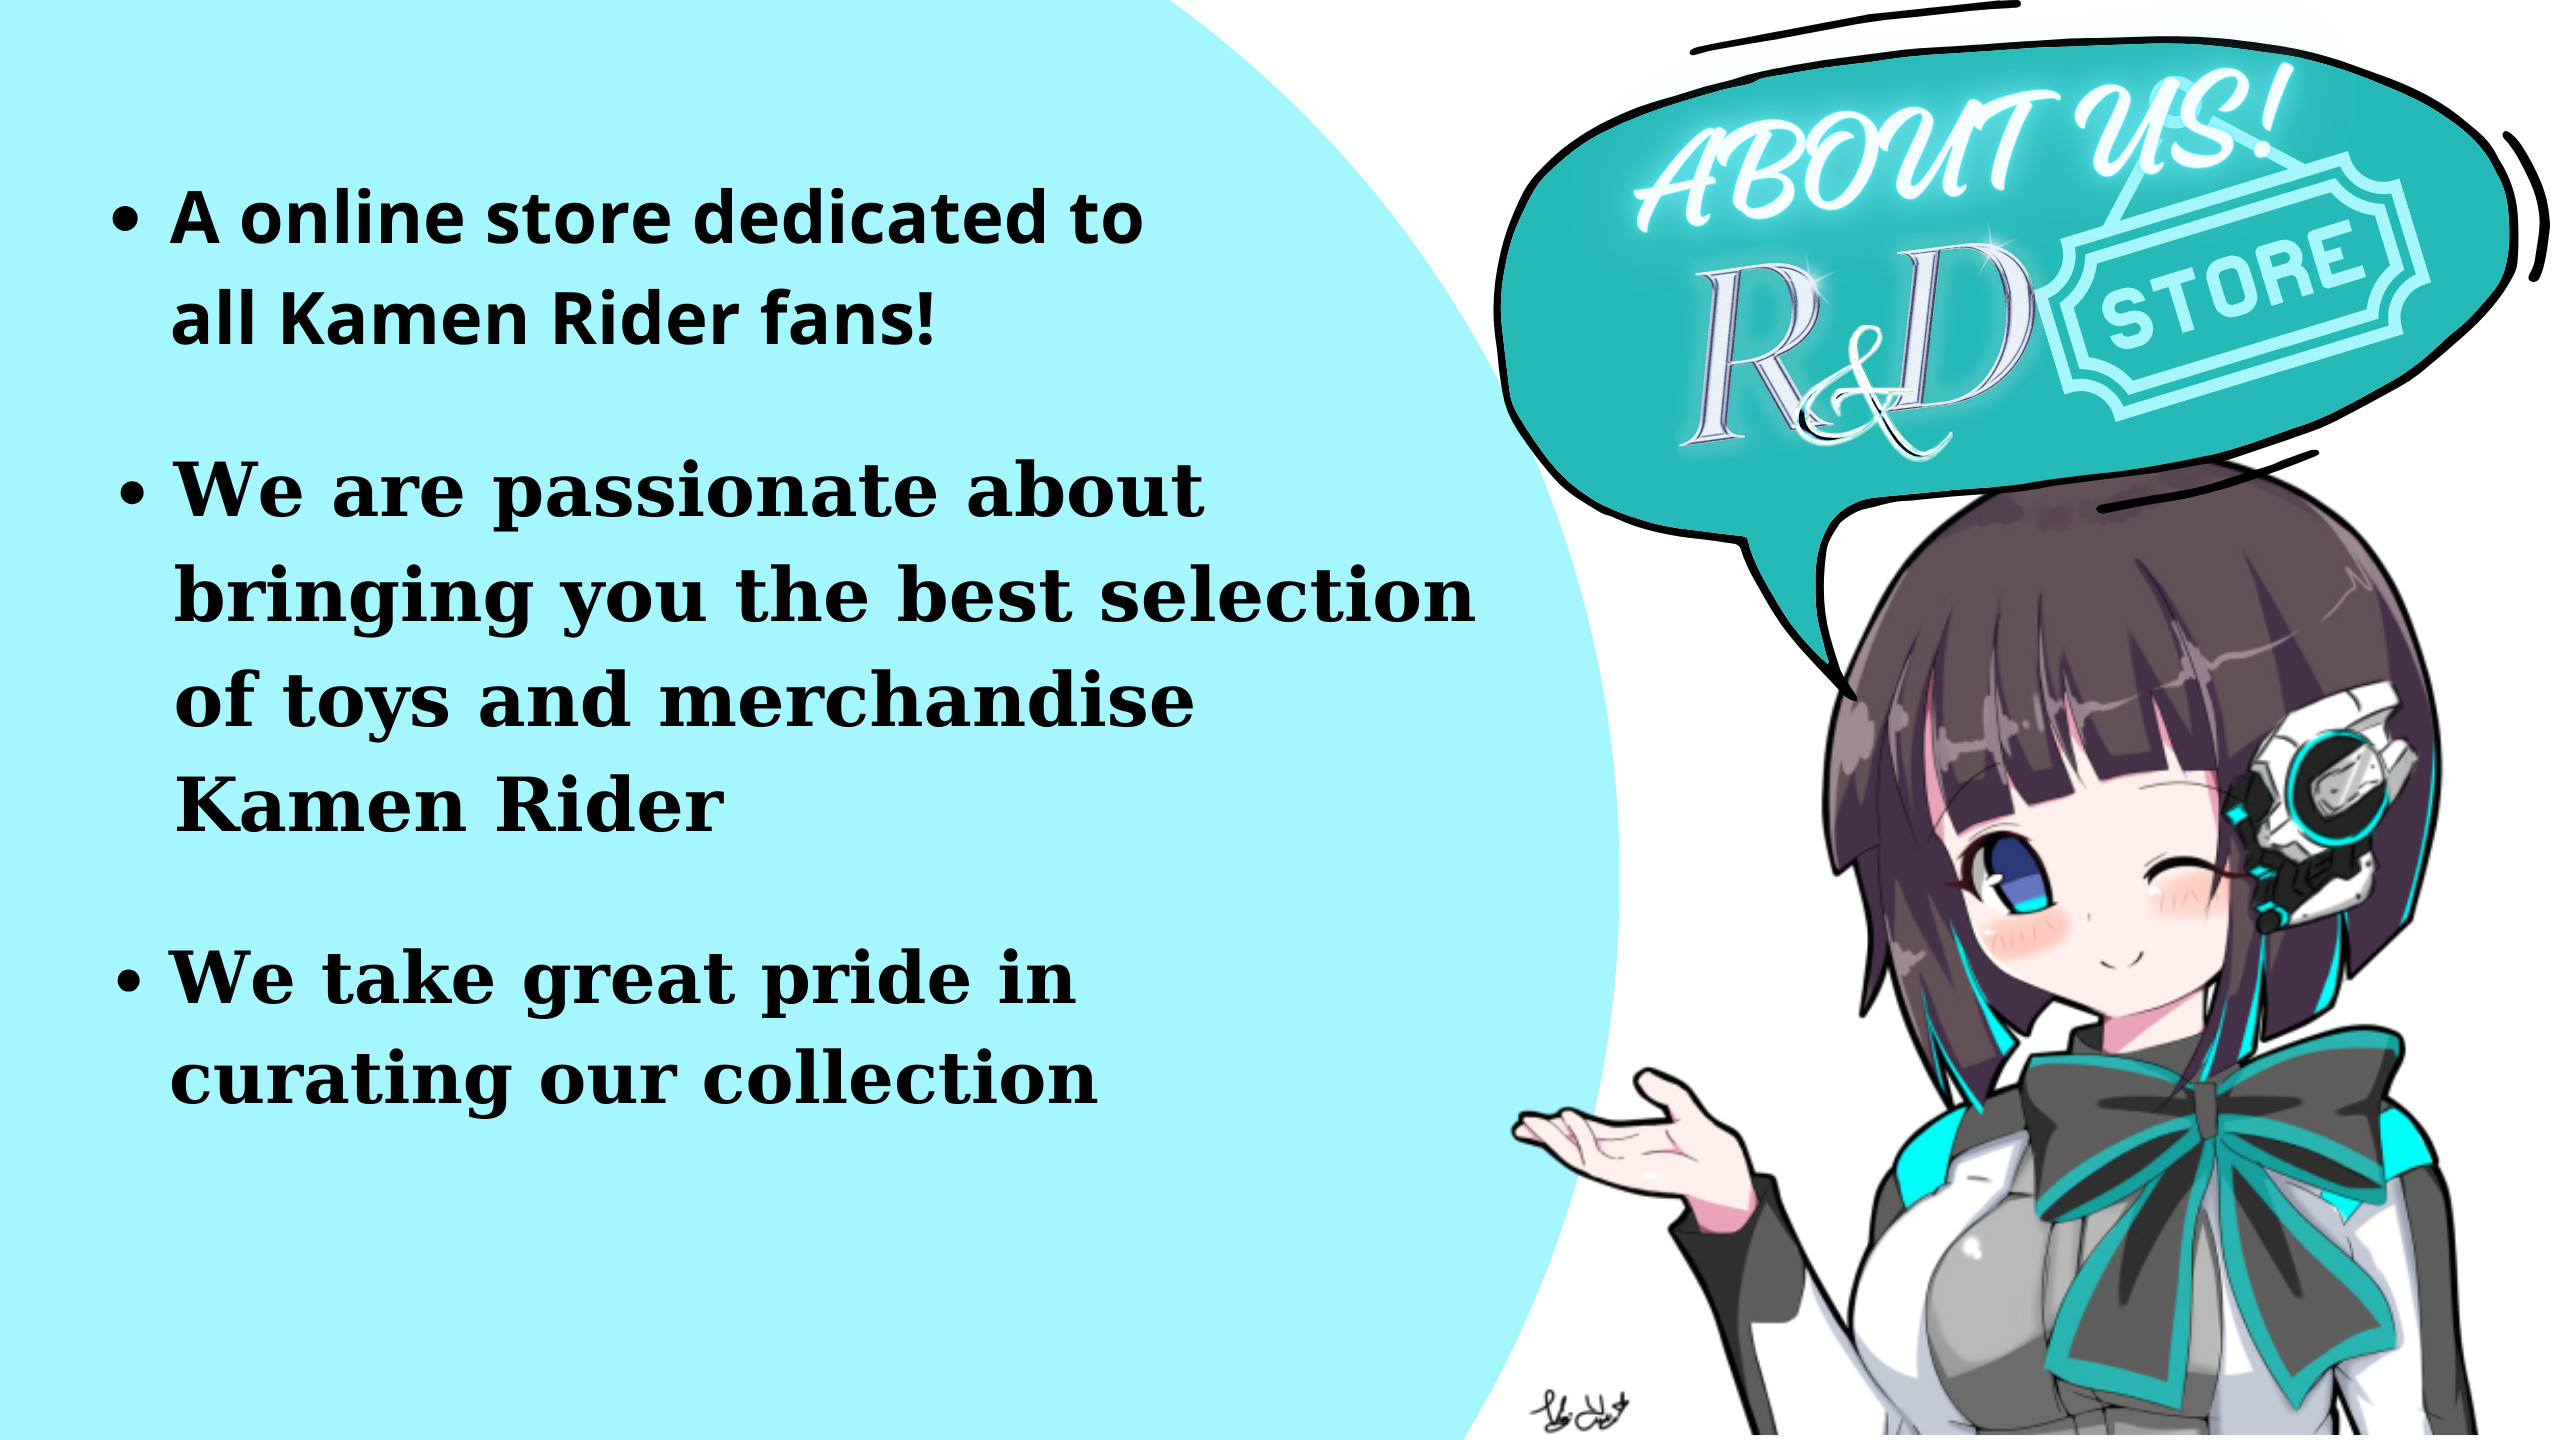 ABOUT US!
R&D STORE
• A online store dedicated to
all Kamen Rider fans!
• We are passionate about
bringing you the best selection
of toys and merchandise
Kamen Rider
• We take great pride in
curating our collection